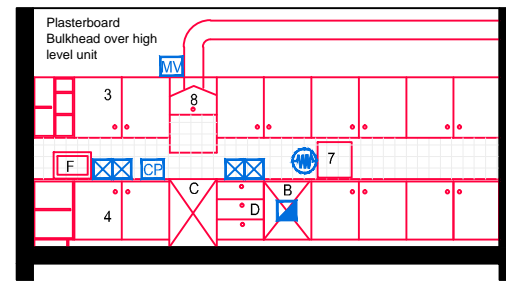 Plasterboard
Bulkhead over high
level unit
MV
3
8
F
CP
7
4
C
D
B